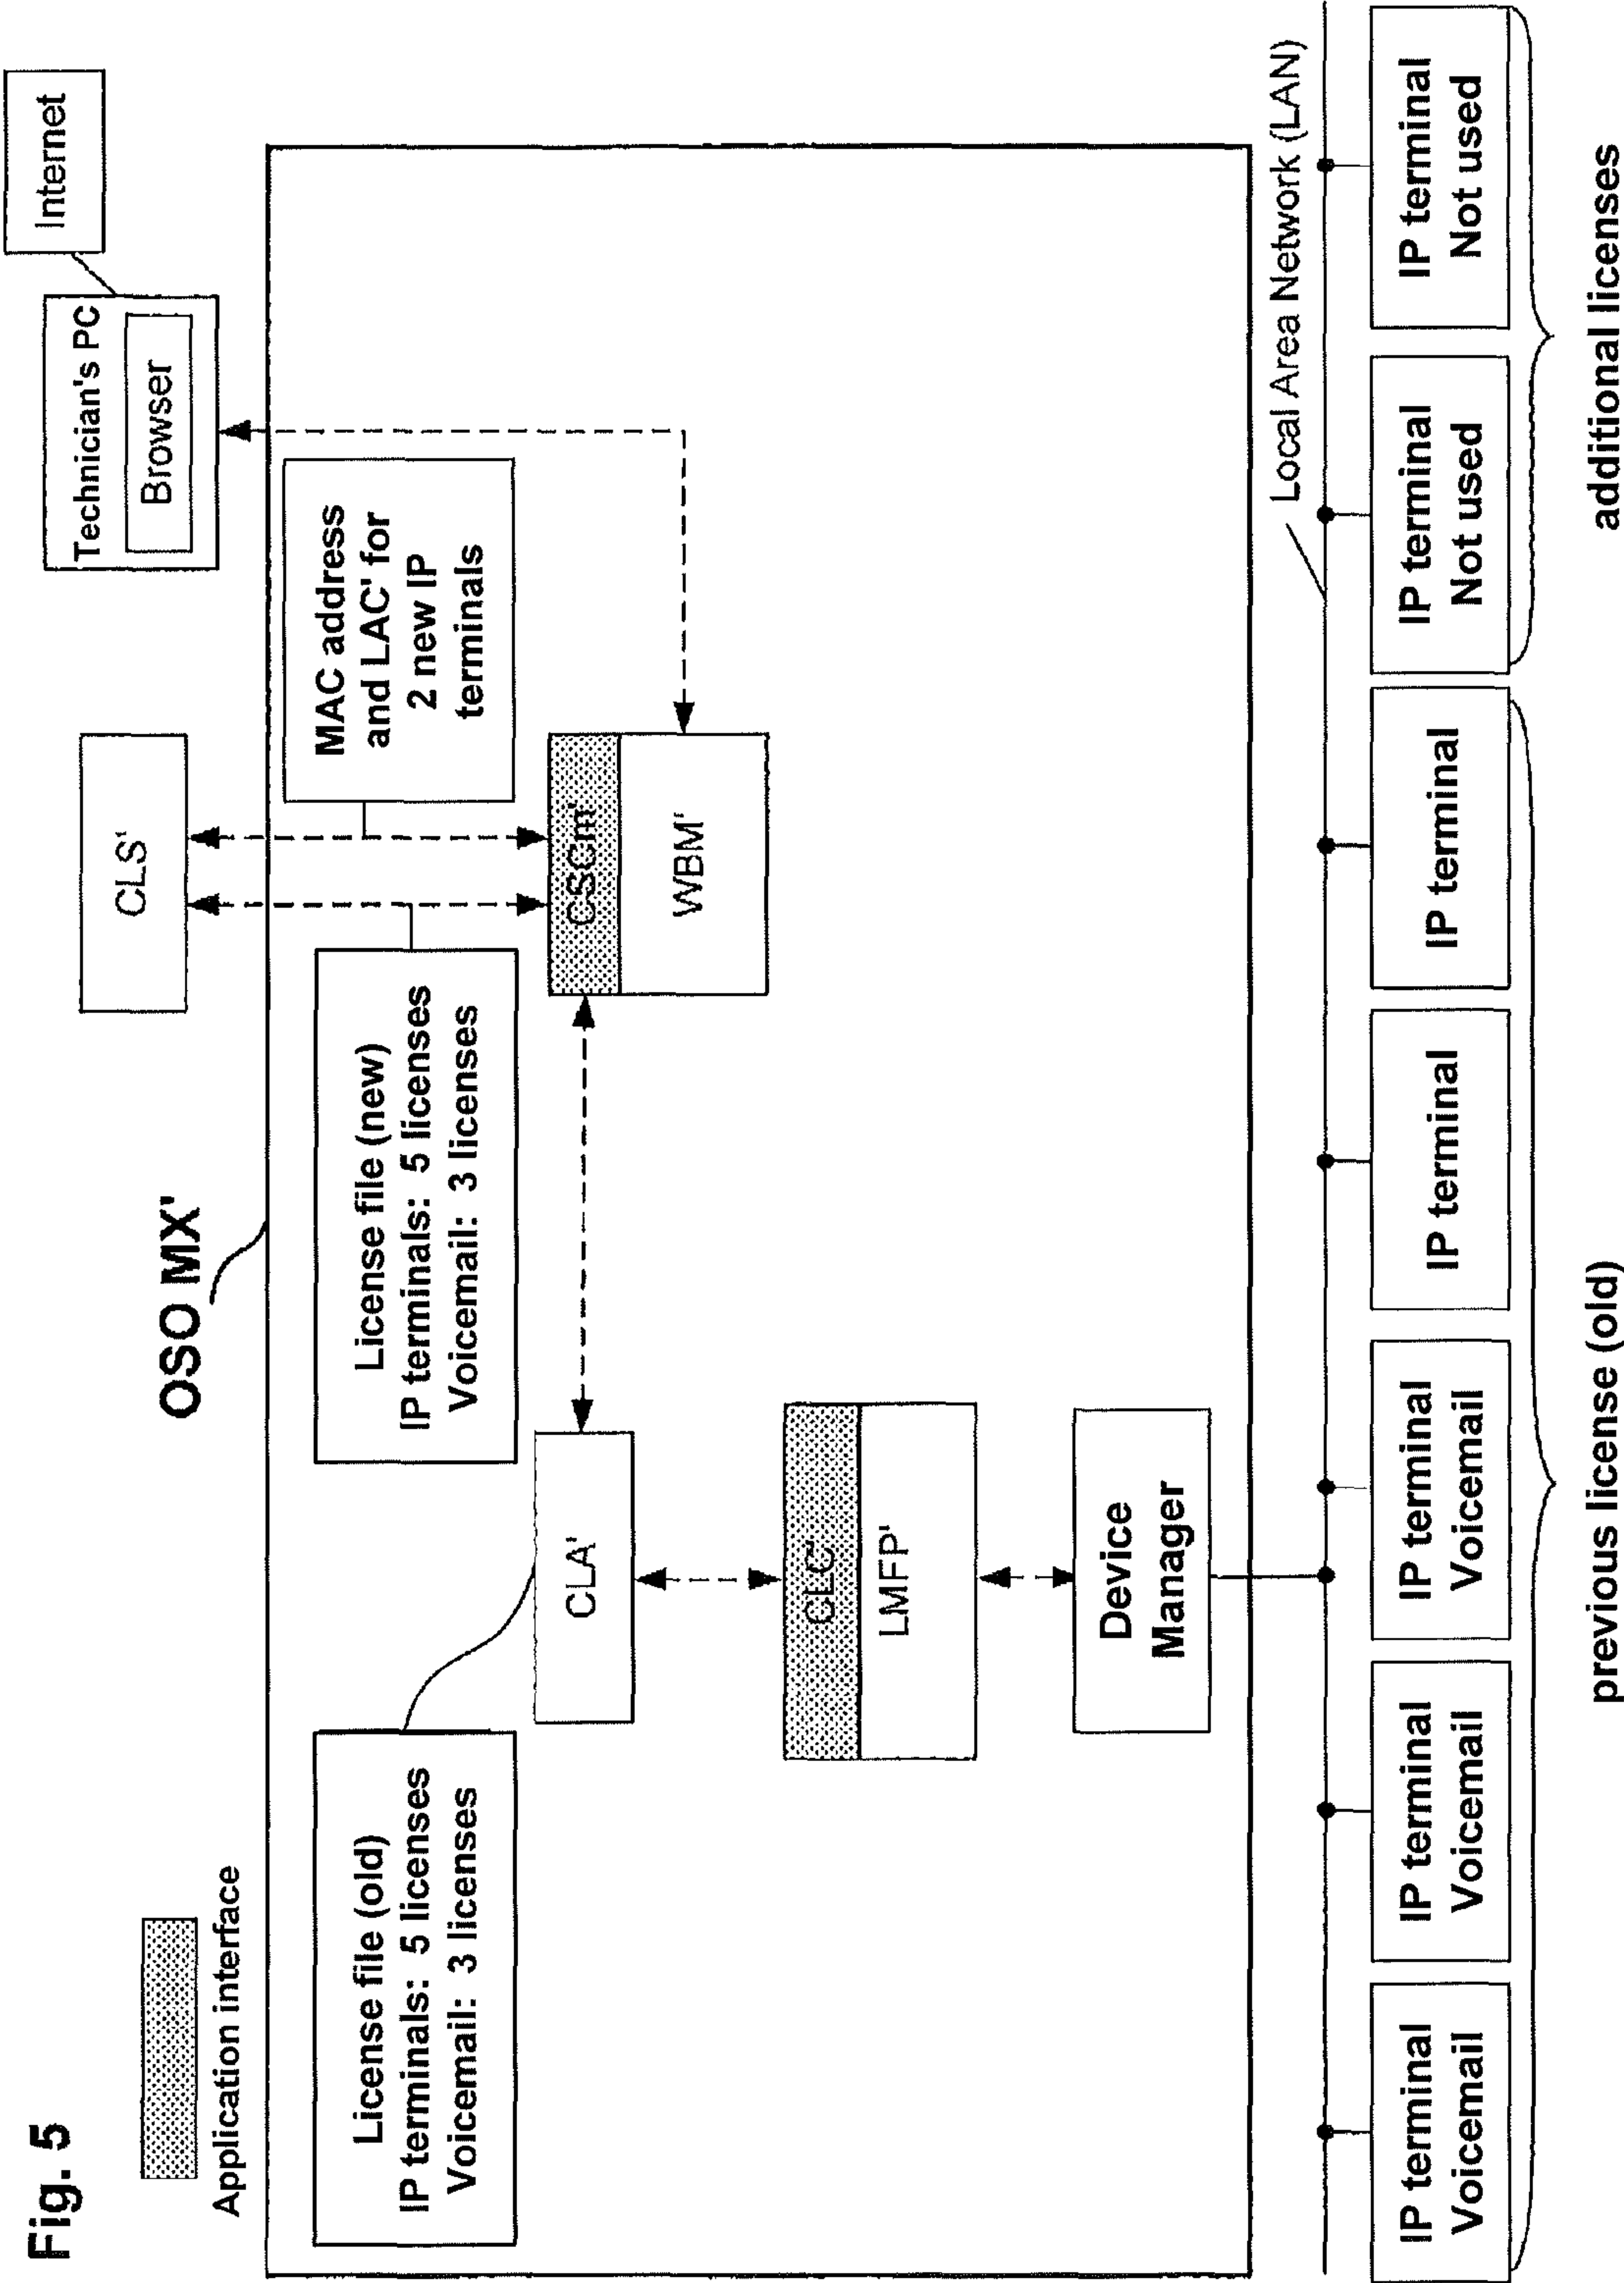 Fig. 5
Application interface
OSO MX'
CLS'
Technician's PC
Browser
Internet
License file (old)
IP terminals: 5 licenses
Voicemail: 3 licenses
License file (new)
IP terminals: 5 licenses
Voicemail: 3 licenses
MAC address
and LAC' for
2 new IP
terminals
CLA'
CSCm'
WBM'
CLC'
LMFP'
Device
Manager
Local Area Network (LAN)
IP terminal
Voicemail
IP terminal
Voicemail
IP terminal
Voicemail
IP terminal
IP terminal
IP terminal
Not used
IP terminal
Not used
previous license (old)
additional licenses